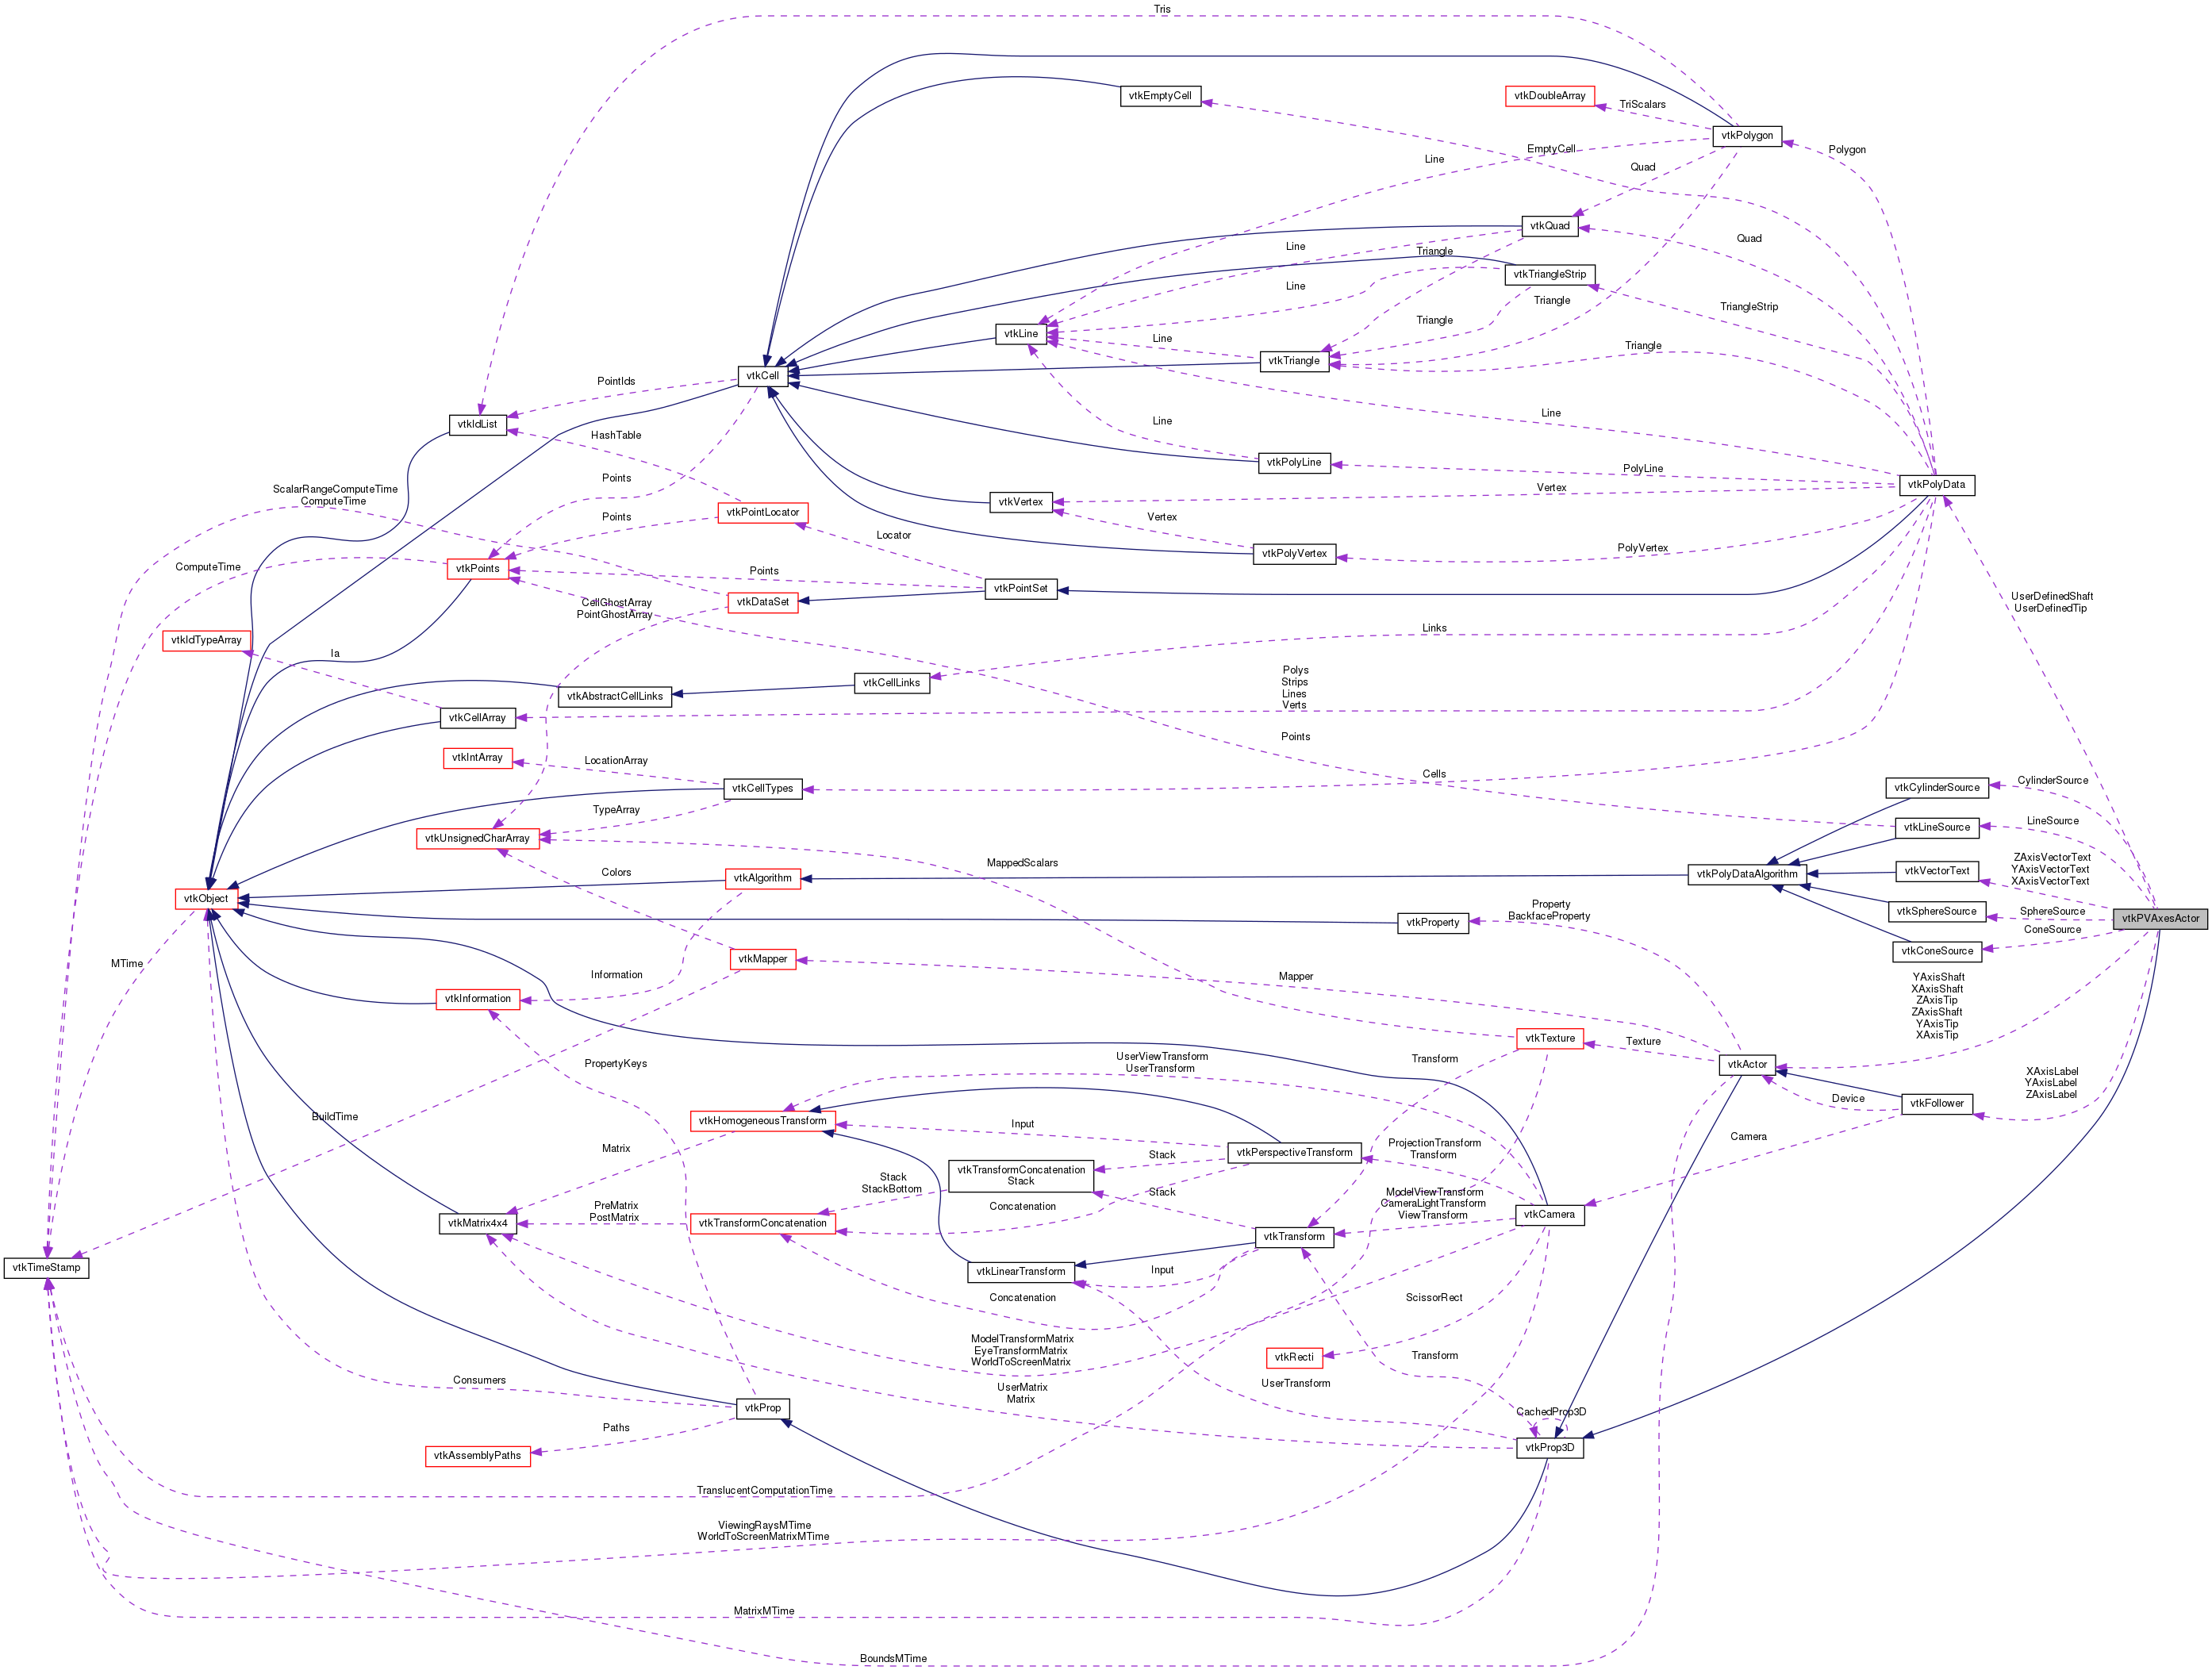 Tris
vtkEmptyCell
vtkDoubleArray
TriScalars
vtkPolygon
Polygon
EmptyCell
Line
Quad
vtkQuad
Quad
Line
Triangle
vtkTriangleStrip
Line
Triangle
TriangleStrip
Triangle
vtkLine
Line
Triangle
vtkTriangle
vtkCell
PointIds
vtkIdList
Line
Line
HashTable
vtkPolyLine
PolyLine
Points
vtkPolyData
ScalarRangeComputeTime
ComputeTime
vtkVertex
Vertex
vtkPointLocator
Points
Vertex
Locator
vtkPolyVertex
PolyVertex
ComputeTime
vtkPoints
Points
vtkPointSet
vtkDataSet
CellGhostArray
PointGhostArray
UserDefinedShaft
UserDefinedTip
Links
vtkIdTypeArray
Ia
Polys
Strips
Lines
Verts
vtkCellLinks
vtkAbstractCellLinks
vtkCellArray
Points
vtkIntArray
LocationArray
Cells
vtkCellTypes
CylinderSource
vtkCylinderSource
TypeArray
vtkUnsignedCharArray
LineSource
vtkLineSource
MappedScalars
ZAxisVectorText
YAxisVectorText
XAxisVectorText
vtkVectorText
Colors
vtkAlgorithm
vtkPolyDataAlgorithm
vtkObject
Property
BackfaceProperty
vtkProperty
vtkSphereSource
SphereSource
vtkPVAxesActor
ConeSource
vtkConeSource
MTime
vtkMapper
Information
Mapper
vtkInformation
YAxisShaft
XAxisShaft
ZAxisTip
ZAxisShaft
YAxisTip
XAxisTip
vtkTexture
Texture
Transform
UserViewTransform
UserTransform
PropertyKeys
vtkActor
XAxisLabel
YAxisLabel
ZAxisLabel
Device
vtkFollower
BuildTime
vtkHomogeneousTransform
Input
Camera
Matrix
ProjectionTransform
Transform
vtkPerspectiveTransform
Stack
vtkTransformConcatenation
Stack
Stack
StackBottom
Stack
ModelViewTransform
CameraLightTransform
ViewTransform
Concatenation
PreMatrix
PostMatrix
vtkMatrix4x4
vtkTransformConcatenation
vtkCamera
vtkTransform
vtkTimeStamp
vtkLinearTransform
Input
Concatenation
ScissorRect
ModelTransformMatrix
EyeTransformMatrix
WorldToScreenMatrix
vtkRecti
Transform
Consumers
UserMatrix
Matrix
UserTransform
vtkProp
CachedProp3D
Paths
vtkProp3D
vtkAssemblyPaths
TranslucentComputationTime
ViewingRaysMTime
WorldToScreenMatrixMTime
MatrixMTime
BoundsMTime